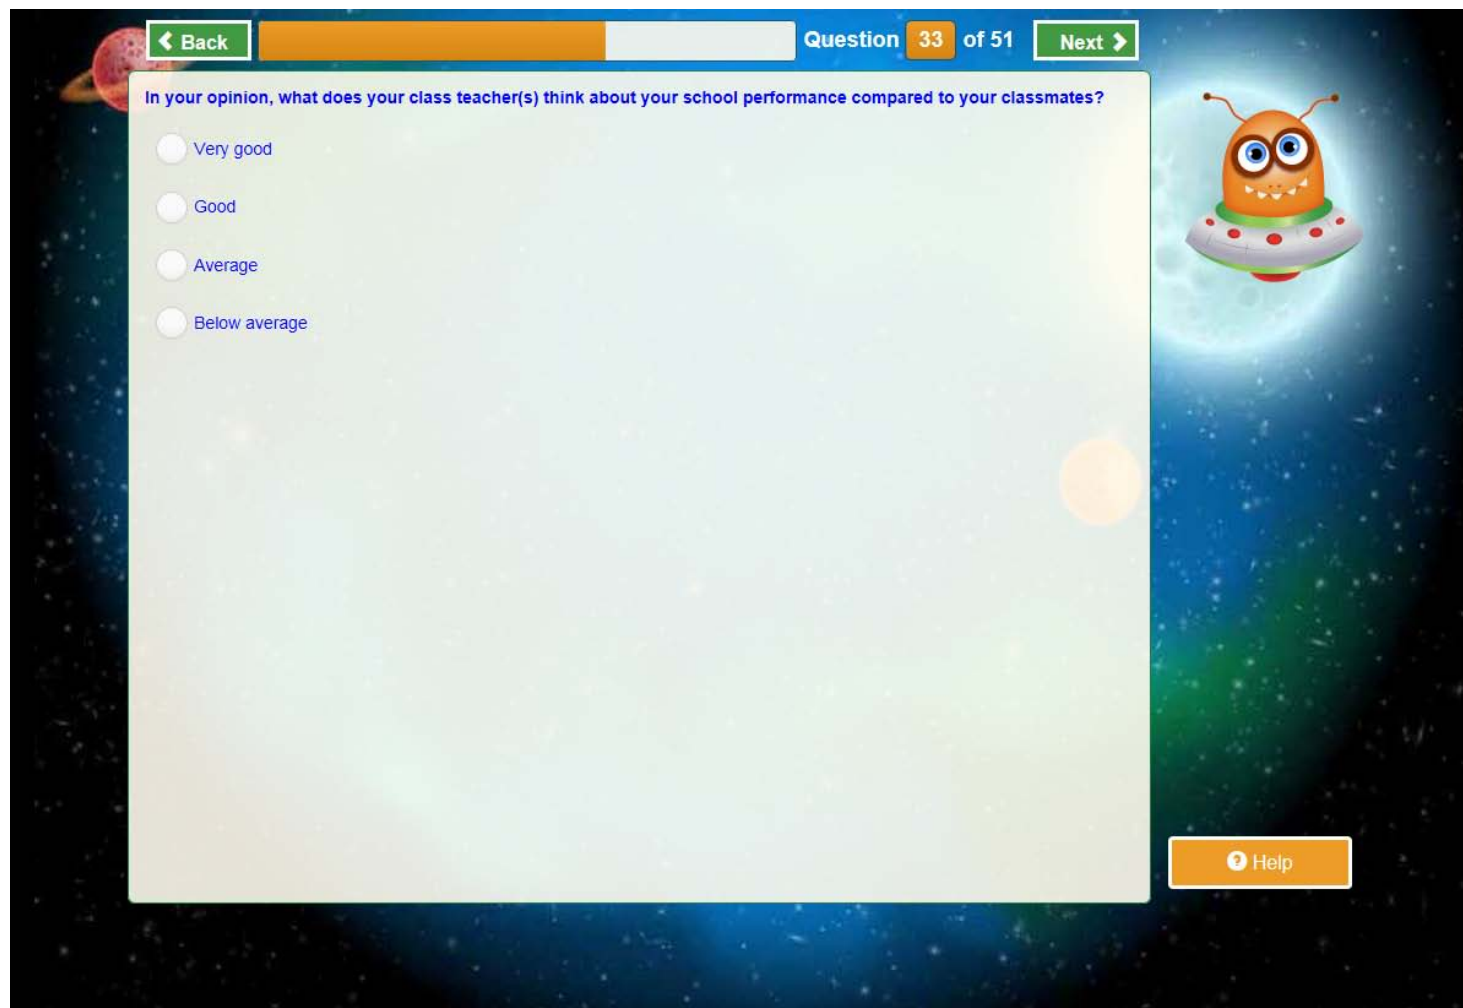 Back
Question 33 of 51
Next
In your opinion, what does your class teacher(s) think about your school performance compared to your classmates?
Very good
Good
Average
Below average
Help